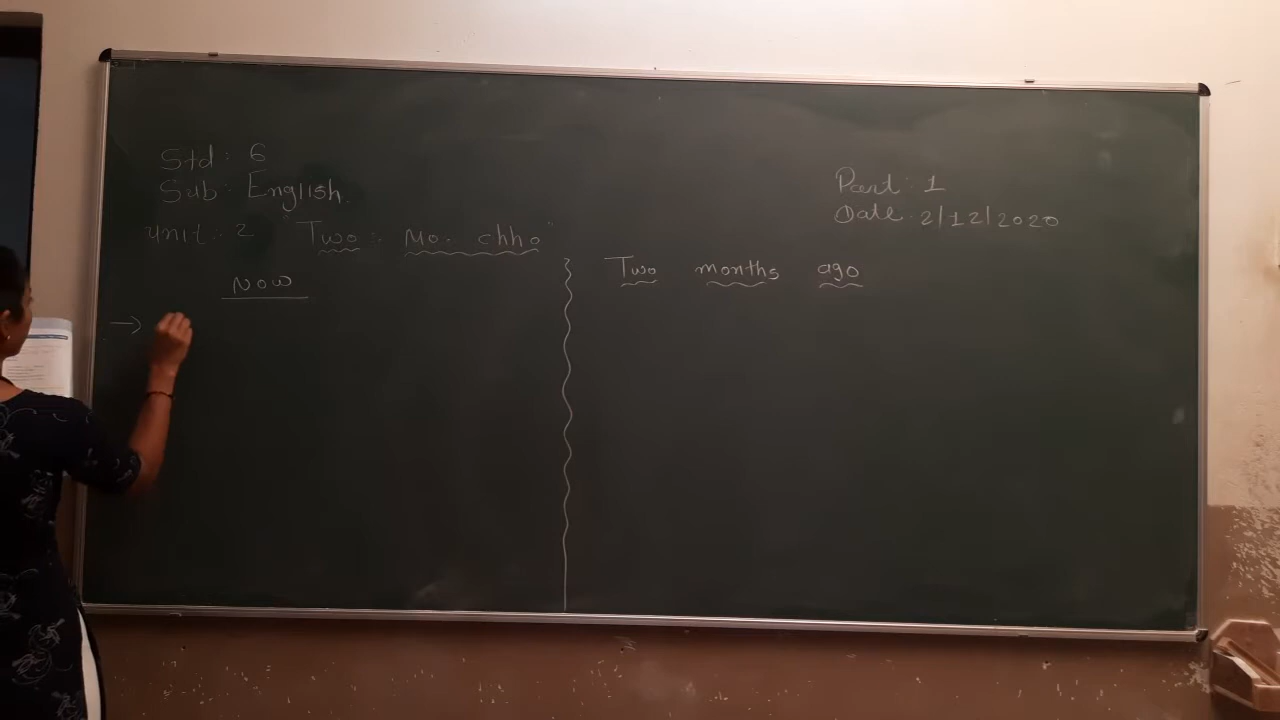 Std : 6
Sub : English.
Unit : 2 "Two : Mo. chho"
Part : 1
Date : 2/12/2020
Now
Two months ago
→